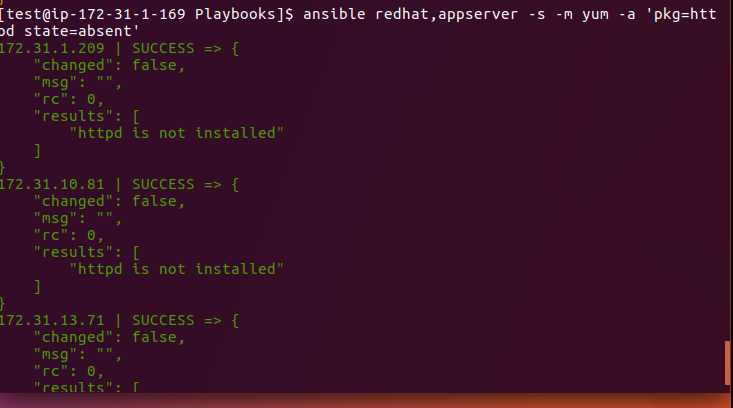 [test@ip-172-31-1-169 Playbooks]$ ansible redhat,appserver -s -m yum -a 'pkg=htt
pd state=absent'
172.31.1.209 | SUCCESS => {
    "changed": false,
    "msg": "",
    "rc": 0,
    "results": [
        "httpd is not installed"
    ]
}
172.31.10.81 | SUCCESS => {
    "changed": false,
    "msg": "",
    "rc": 0,
    "results": [
        "httpd is not installed"
    ]
}
172.31.13.71 | SUCCESS => {
    "changed": false,
    "msg": "",
    "rc": 0,
    "results": [